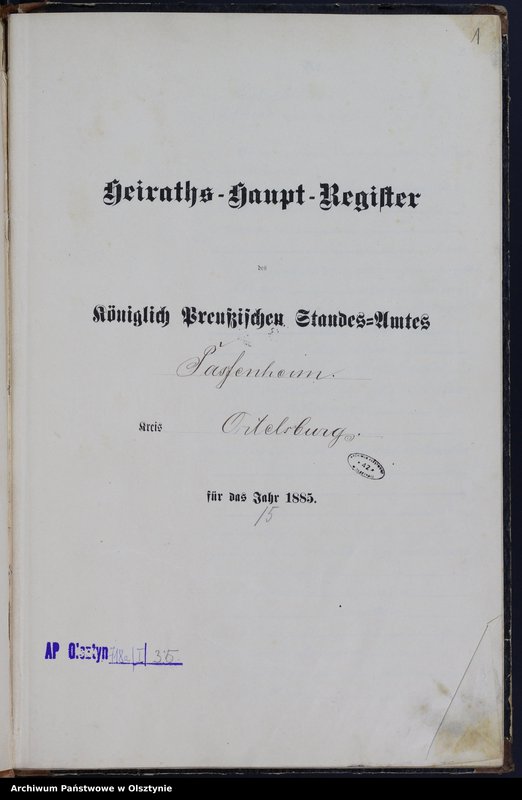 1
Heiraths-Haupt-Register
des
Königlich Preußischen Standes-Amtes
Passenheim.
Kreis Ortelsburg.
für das Jahr 1885.
15
AP Olsztyn 35
Archiwum Państwowe w Olsztynie